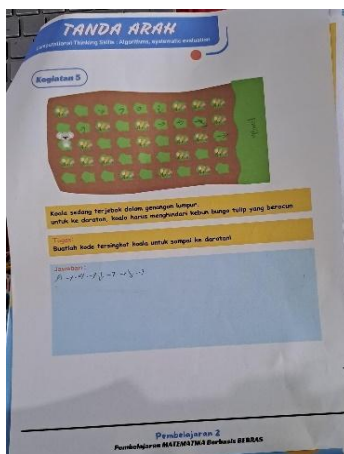 TANDA ARAH
Computational Thinking Skills : Algorithms, systematic evaluation
Kegiatan 5
Koala sedang terjebak dalam genangan lumpur.
untuk ke daratan, koala harus menghindari kebun bunga tulip yang beracun
Tugas:
Buatlah kode tersingkat koala untuk sampai ke daratan!
Jawaban:
Pembelajaran 2
Pembelajaran MATEMATIKA Berbasis BEBRAS